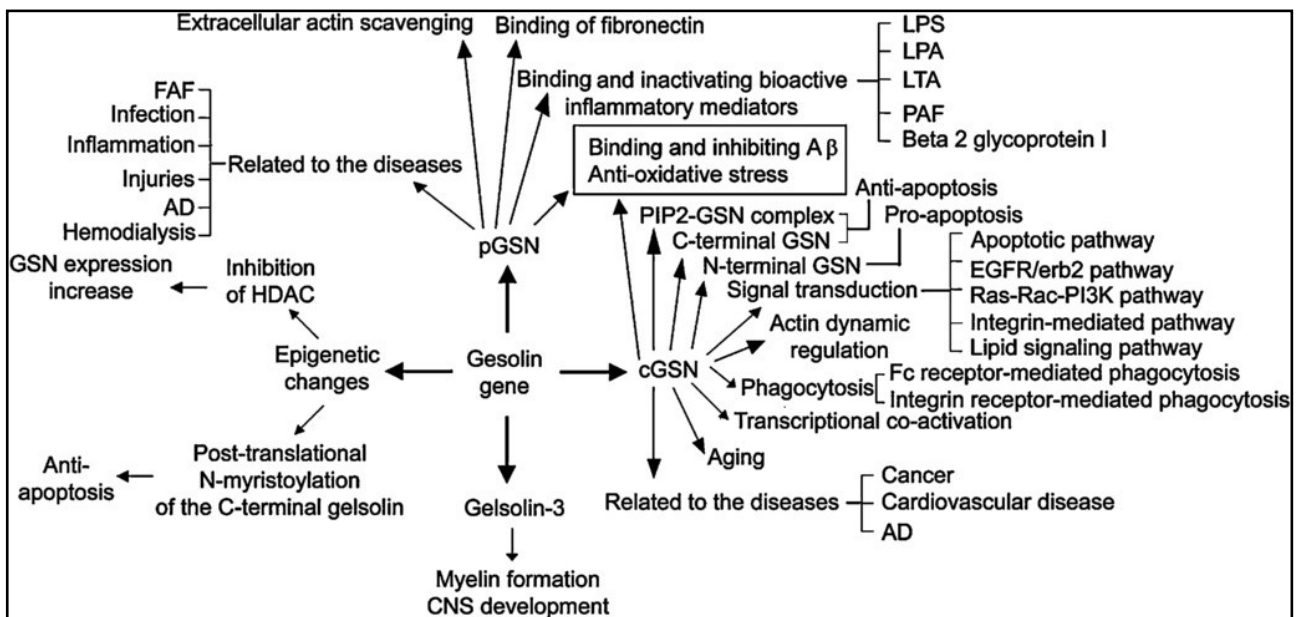 Extracellular actin scavenging
Binding of fibronectin
Binding and inactivating bioactive
inflammatory mediators
LPS
LPA
LTA
PAF
Beta 2 glycoprotein I
FAF
Infection
Inflammation
Injuries
AD
Hemodialysis
Related to the diseases
Binding and inhibiting A β
Anti-oxidative stress
pGSN
PIP2-GSN complex
C-terminal GSN
Anti-apoptosis
N-terminal GSN
Pro-apoptosis
Signal transduction
Apoptotic pathway
EGFR/erb2 pathway
Ras-Rac-PI3K pathway
Integrin-mediated pathway
Lipid signaling pathway
GSN expression
increase
Inhibition
of HDAC
Epigenetic
changes
Gesolin
gene
cGSN
Actin dynamic
regulation
Phagocytosis
Fc receptor-mediated phagocytosis
Integrin receptor-mediated phagocytosis
Transcriptional co-activation
Aging
Anti-
apoptosis
Post-translational
N-myristoylation
of the C-terminal gelsolin
Gelsolin-3
Related to the diseases
Cancer
Cardiovascular disease
AD
Myelin formation
CNS development